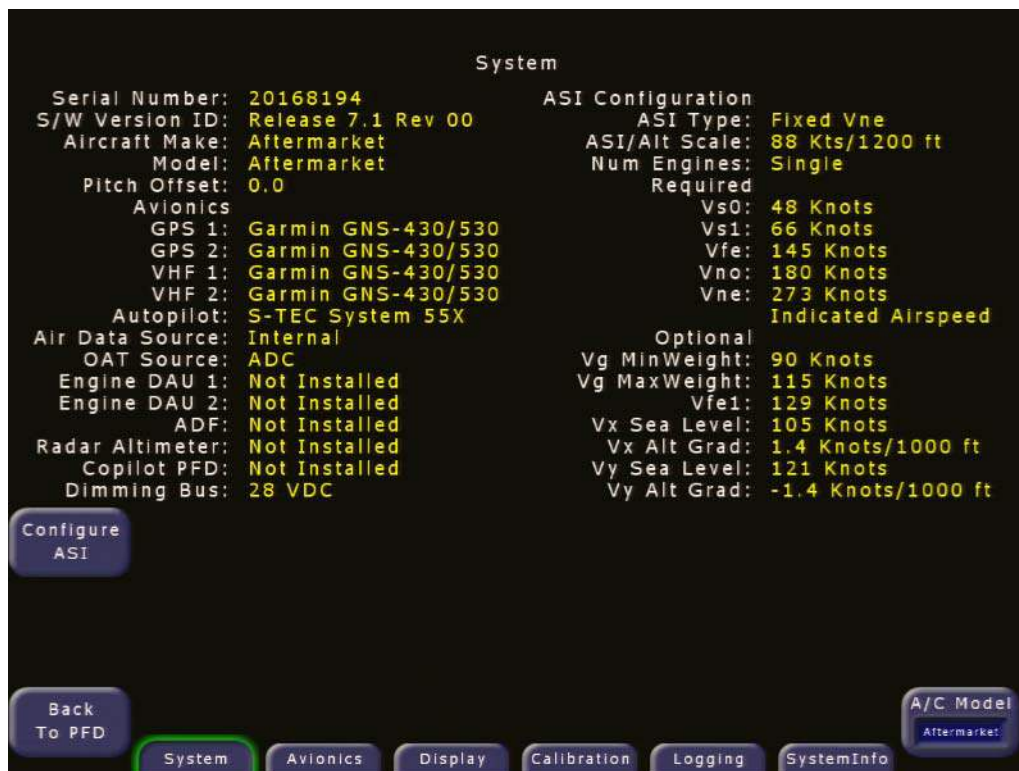 System
Serial Number: 20168194
S/W Version ID: Release 7.1 Rev 00
Aircraft Make: Aftermarket
Model: Aftermarket
Pitch Offset: 0.0
Avionics
GPS 1: Garmin GNS-430/530
GPS 2: Garmin GNS-430/530
VHF 1: Garmin GNS-430/530
VHF 2: Garmin GNS-430/530
Autopilot: S-TEC System 55X
Air Data Source: Internal
OAT Source: ADC
Engine DAU 1: Not Installed
Engine DAU 2: Not Installed
ADF: Not Installed
Radar Altimeter: Not Installed
Copilot PFD: Not Installed
Dimming Bus: 28 VDC
ASI Configuration
ASI Type: Fixed Vne
ASI/Alt Scale: 88 Kts/1200 ft
Num Engines: Single
Required
Vs0: 48 Knots
Vs1: 66 Knots
Vfe: 145 Knots
Vno: 180 Knots
Vne: 273 Knots
Indicated Airspeed
Optional
Vg MinWeight: 90 Knots
Vg MaxWeight: 115 Knots
Vfe1: 129 Knots
Vx Sea Level: 105 Knots
Vx Alt Grad: 1.4 Knots/1000 ft
Vy Sea Level: 121 Knots
Vy Alt Grad: -1.4 Knots/1000 ft
Configure
ASI
Back
To PFD
A/C Model
Aftermarket
System
Avionics
Display
Calibration
Logging
SystemInfo